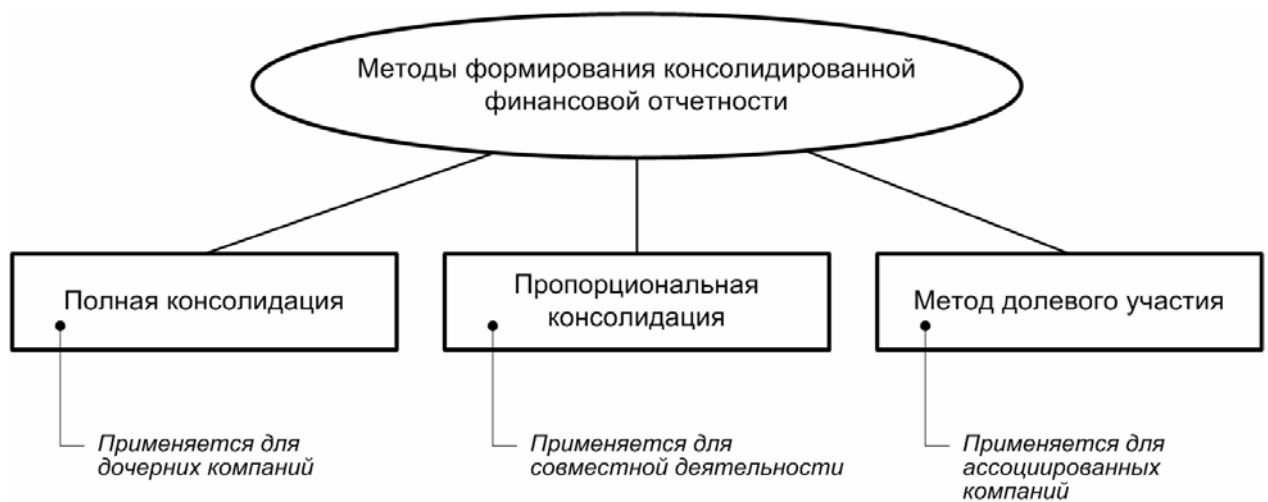 Методы формирования консолидированной
финансовой отчетности
Полная консолидация
Пропорциональная
консолидация
Метод долевого участия
Применяется для
дочерних компаний
Применяется для
совместной деятельности
Применяется для
ассоциированных
компаний